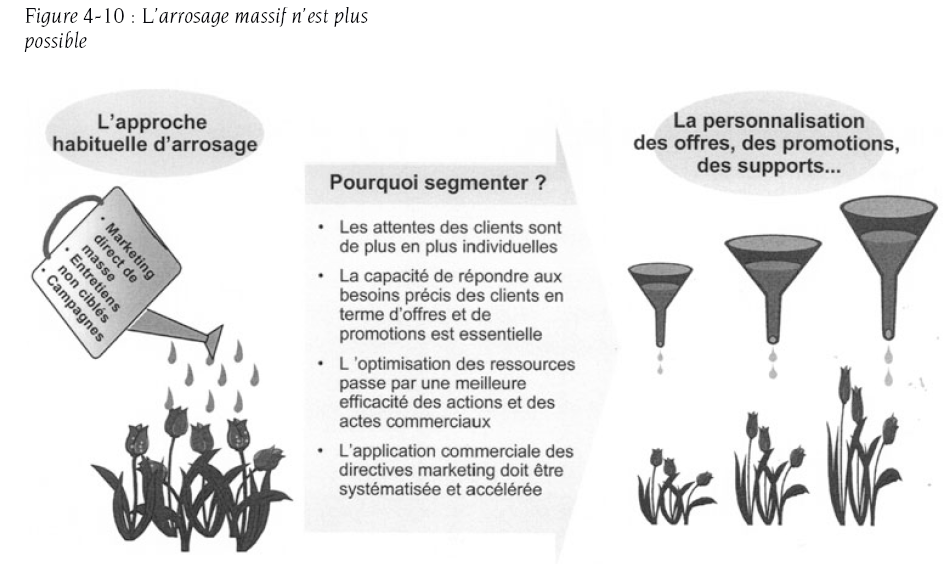 Figure 4-10 : L'arrosage massif n'est plus
possible
L'approche
habituelle d'arrosage
• Marketing
direct de
masse
• Entretiens
non ciblés
• Campagnes
Pourquoi segmenter ?
• Les attentes des clients sont
de plus en plus individuelles
• La capacité de répondre aux
besoins précis des clients en
terme d'offres et de
promotions est essentielle
• L 'optimisation des ressources
passe par une meilleure
efficacité des actions et des
actes commerciaux
• L'application commerciale des
directives marketing doit être
systématisée et accélérée
La personnalisation
des offres, des promotions,
des supports...